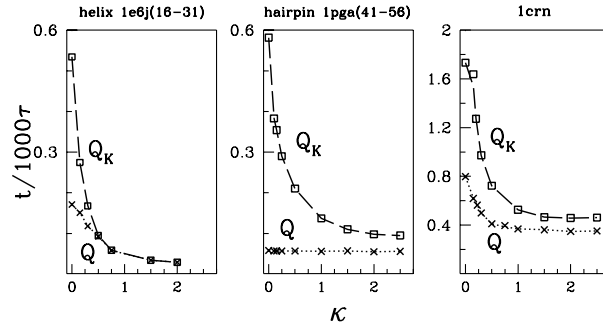 helix 1e6j(16−31) hairpin 1pga(41−56) 1crn
0.6 0.6 2
1.6
Q_K Q_K Q_K
0.3 0.3 1.2
t/1000τ
0.8
Q Q Q
0.4
0 1 2 0 1 2 0 1 2
κ